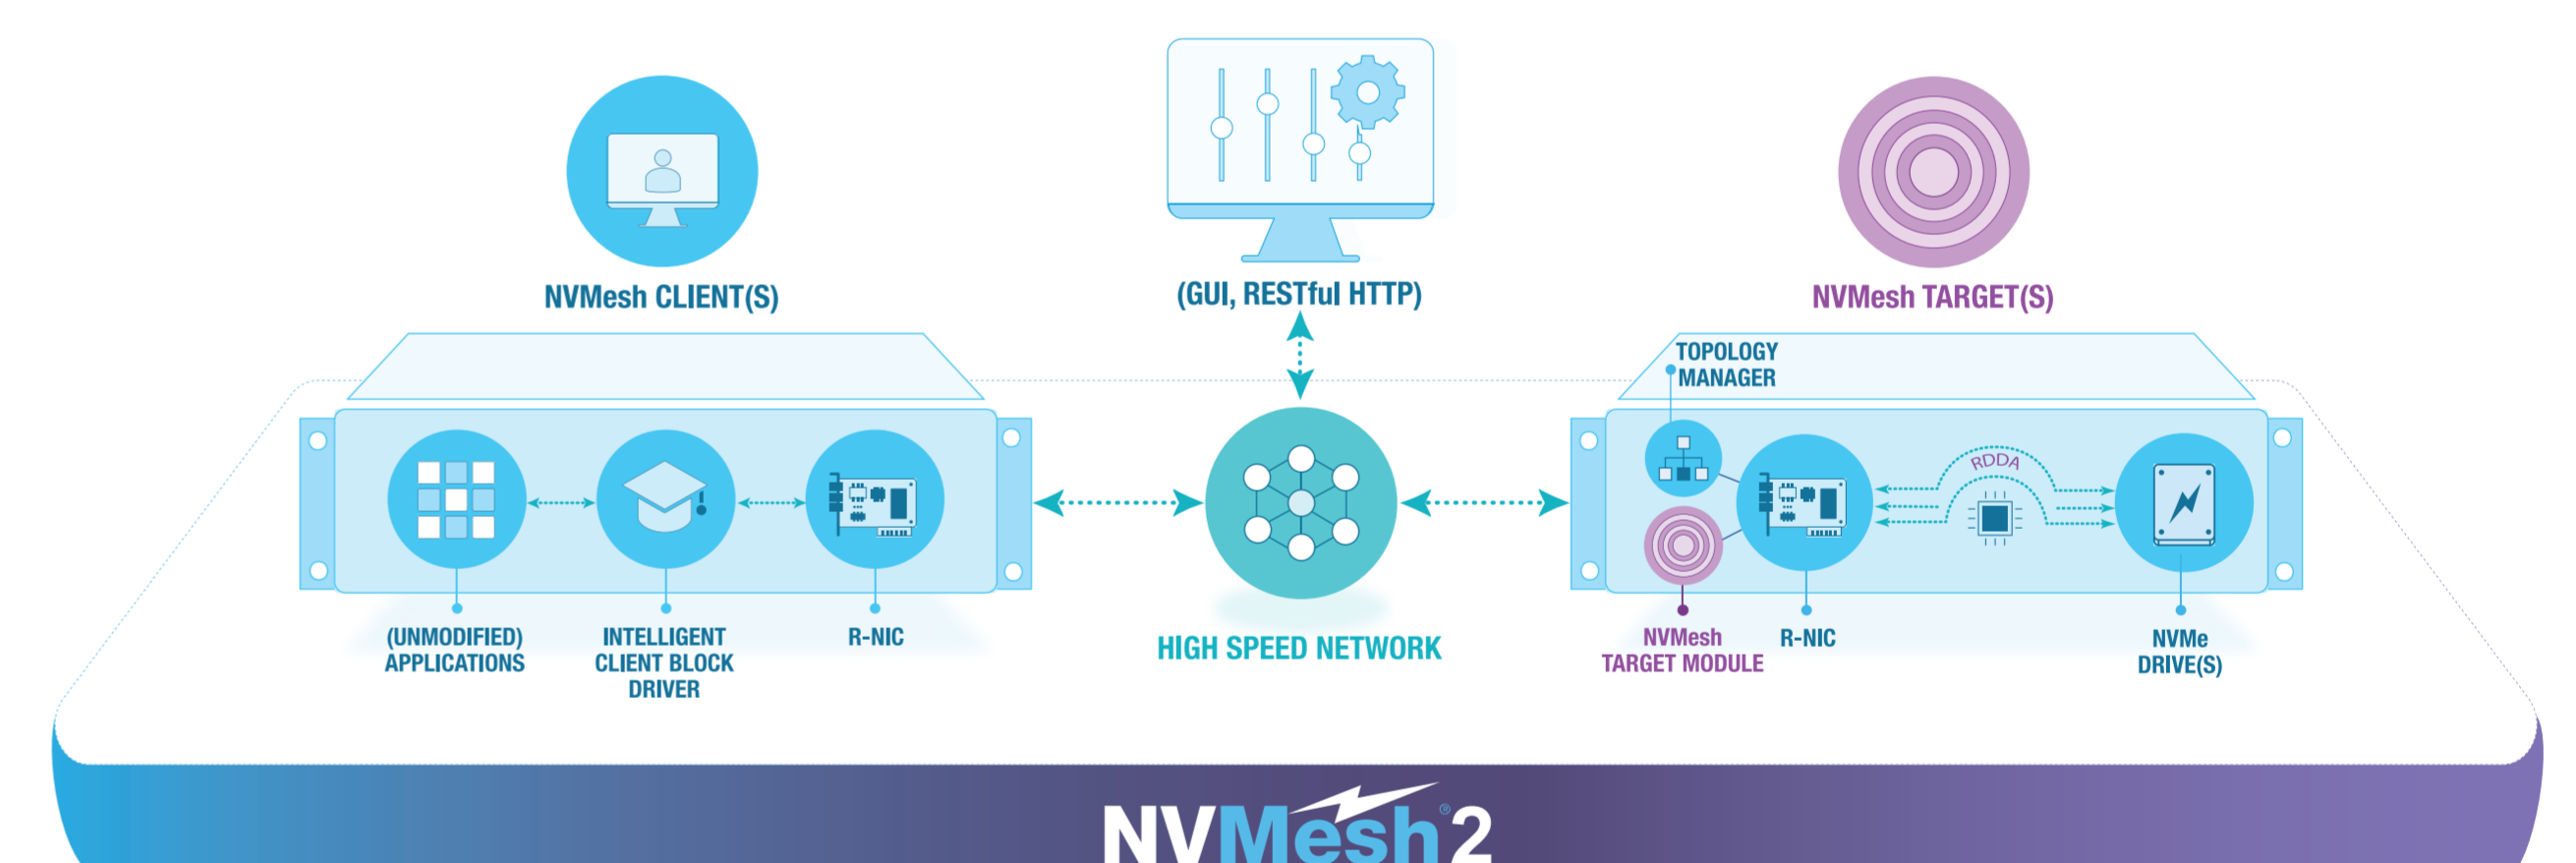 NVMesh CLIENT(S)
(GUI, RESTful HTTP)
NVMesh TARGET(S)
TOPOLOGY
MANAGER
RDDA
(UNMODIFIED)
APPLICATIONS
INTELLIGENT
CLIENT BLOCK
DRIVER
R-NIC
HIGH SPEED NETWORK
NVMesh
TARGET MODULE
R-NIC
NVMe
DRIVE(S)
NVMesh®2